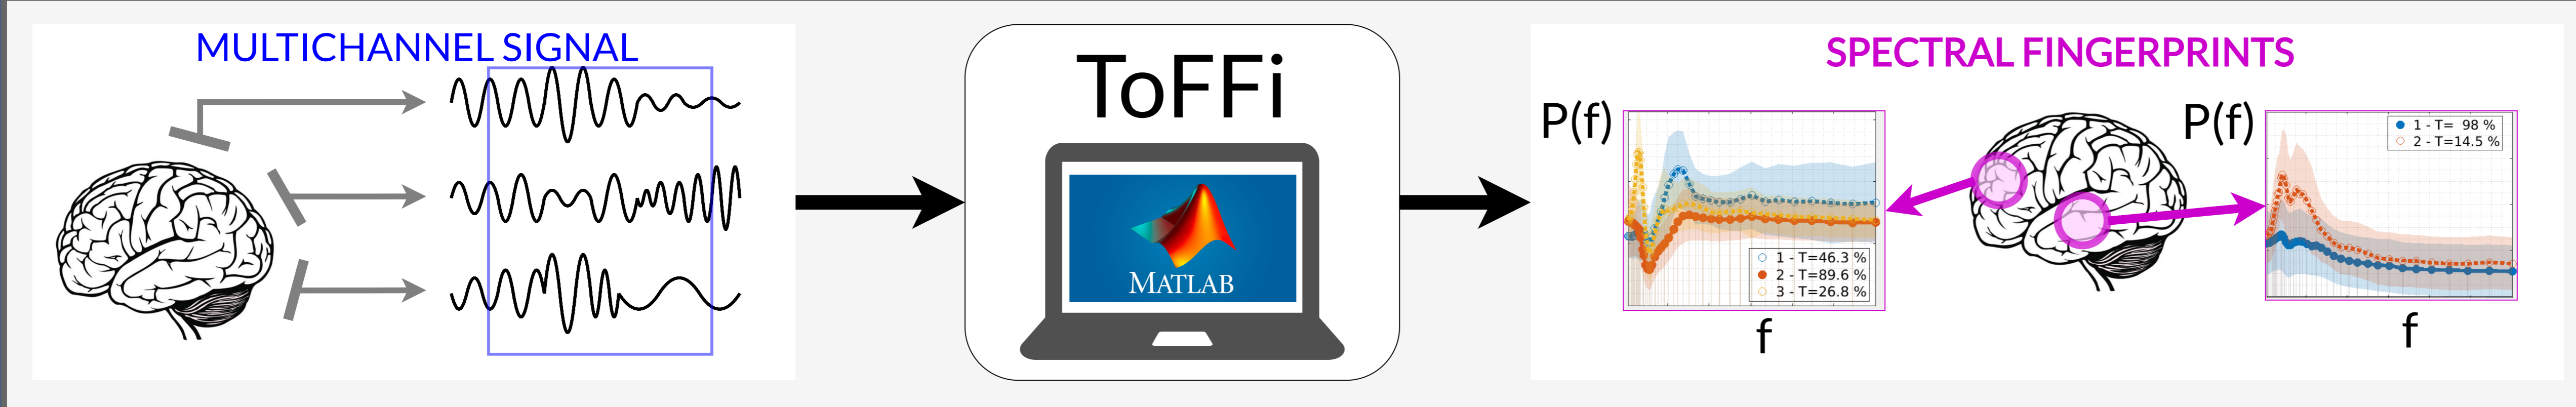 MULTICHANNEL SIGNAL
ToFFi
MATLAB
SPECTRAL FINGERPRINTS
P(f)
1 - T=46.3 %
2 - T=89.6 %
3 - T=26.8 %
f
P(f)
1 - T= 98 %
2 - T=14.5 %
f